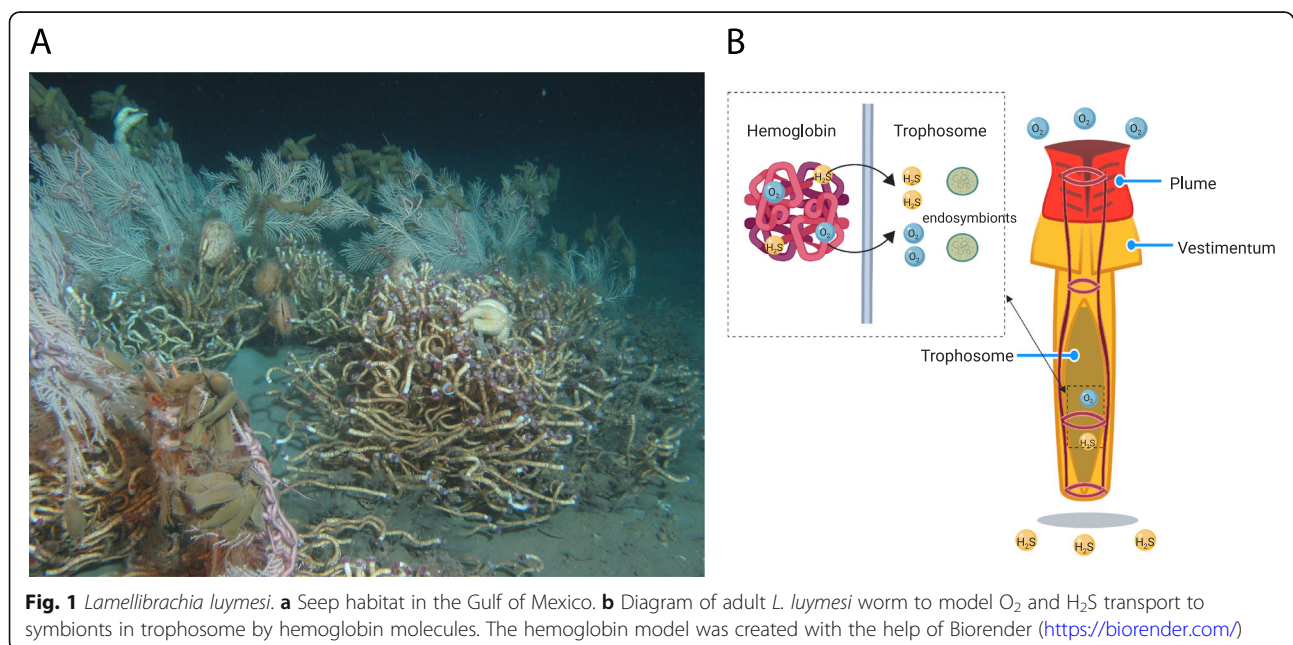 A
B
Hemoglobin
Trophosome
H₂S
O₂
O₂
H₂S
H₂S
H₂S
endosymbionts
O₂
O₂
O₂
O₂
O₂
Plume
Vestimentum
Trophosome
O₂
H₂S
H₂S
H₂S
H₂S
Fig. 1 Lamellibrachia luymesi. a Seep habitat in the Gulf of Mexico. b Diagram of adult L. luymesi worm to model O₂ and H₂S transport to
symbionts in trophosome by hemoglobin molecules. The hemoglobin model was created with the help of Biorender (https://biorender.com/)